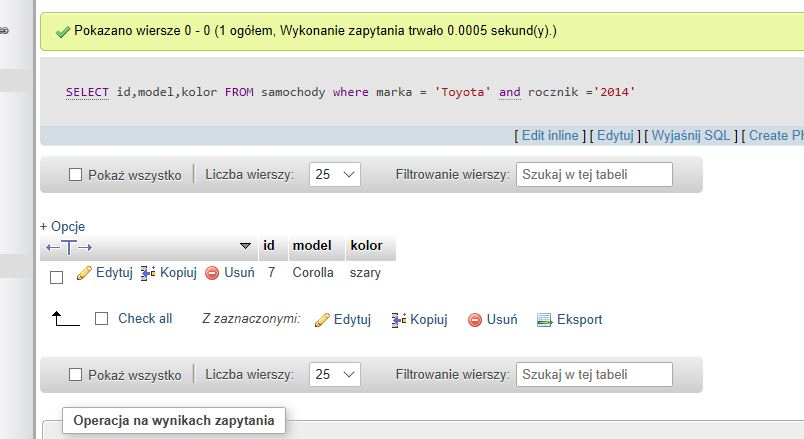 Pokazano wiersze 0 - 0 (1 ogółem, Wykonanie zapytania trwało 0.0005 sekund(y).)
SELECT id,model,kolor FROM samochody where marka = 'Toyota' and rocznik ='2014'
[ Edit inline ] [ Edytuj ] [ Wyjaśnij SQL ] [ Create
Pokaż wszystko Liczba wierszy: 25 Filtrowanie wierszy: Szukaj w tej tabeli
+ Opcje
←T→ id model kolor
Edytuj Kopiuj Usuń 7 Corolla szary
Check all Z zaznaczonymi: Edytuj Kopiuj Usuń Eksport
Pokaż wszystko Liczba wierszy: 25 Filtrowanie wierszy: Szukaj w tej tabeli
Operacja na wynikach zapytania